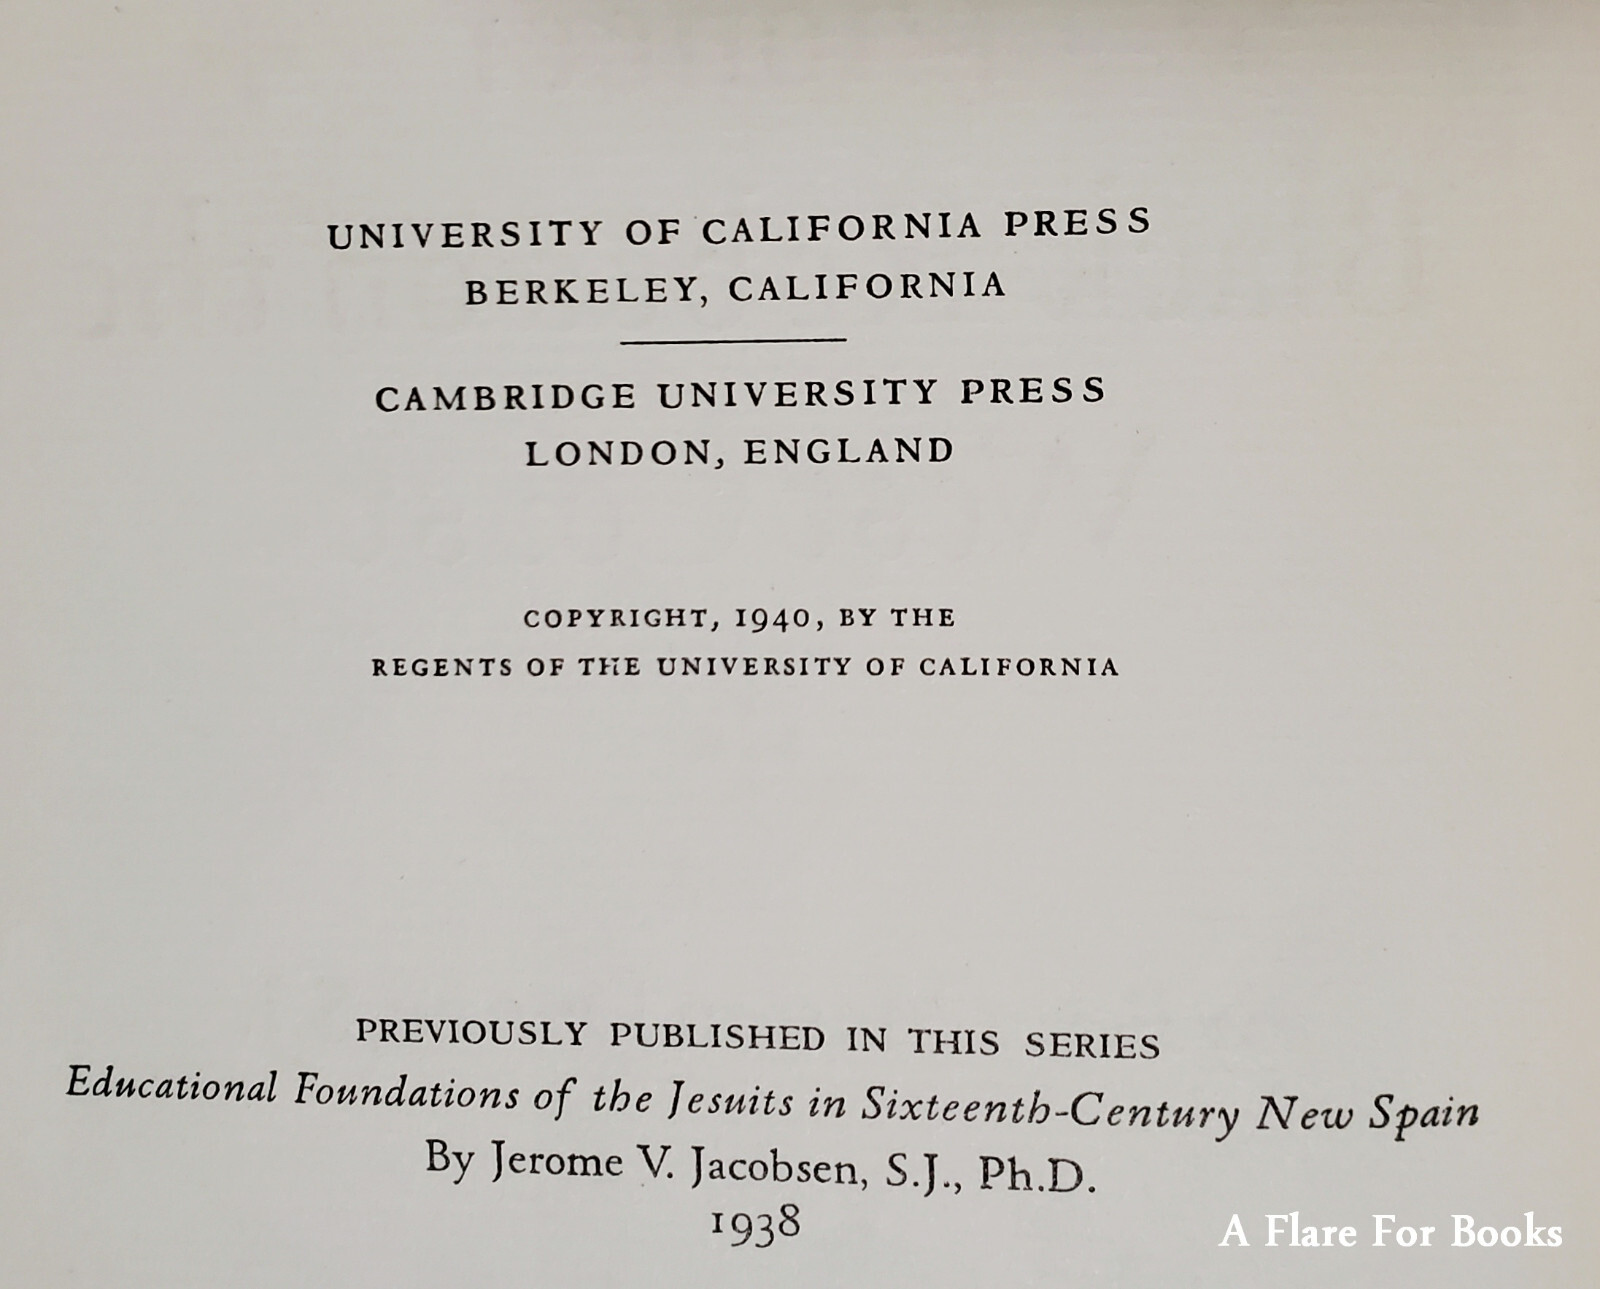 UNIVERSITY OF CALIFORNIA PRESS
BERKELEY, CALIFORNIA
CAMBRIDGE UNIVERSITY PRESS
LONDON, ENGLAND
COPYRIGHT, 1940, BY THE
REGENTS OF THE UNIVERSITY OF CALIFORNIA
PREVIOUSLY PUBLISHED IN THIS SERIES
Educational Foundations of the Jesuits in Sixteenth-Century New Spain
By Jerome V. Jacobsen, S.J., Ph.D.
1938
A Flare For Books